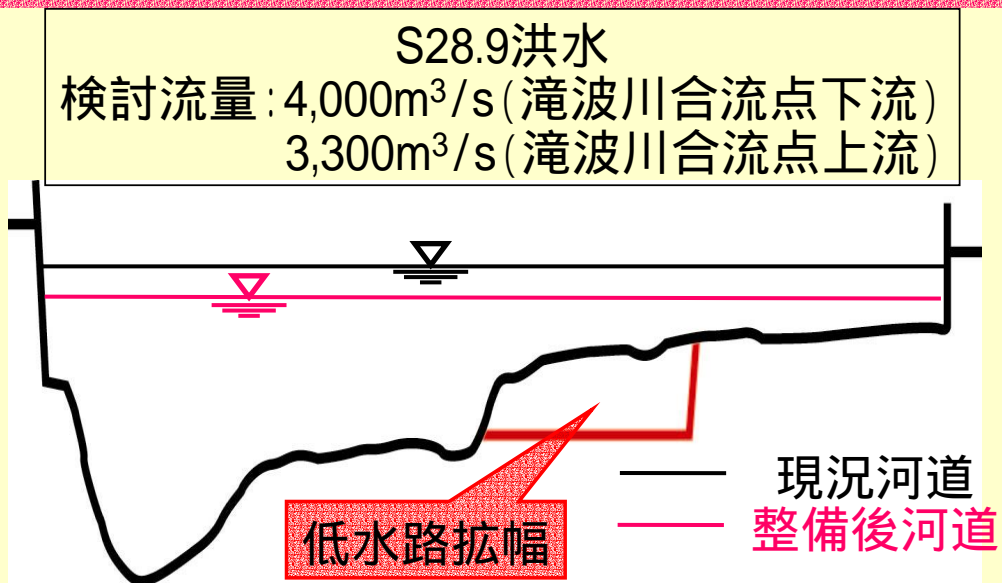 S28.9洪水
検討流量:4,000m³/s(滝波川合流点下流)
3,300m³/s(滝波川合流点上流)
低水路拡幅
現況河道
整備後河道